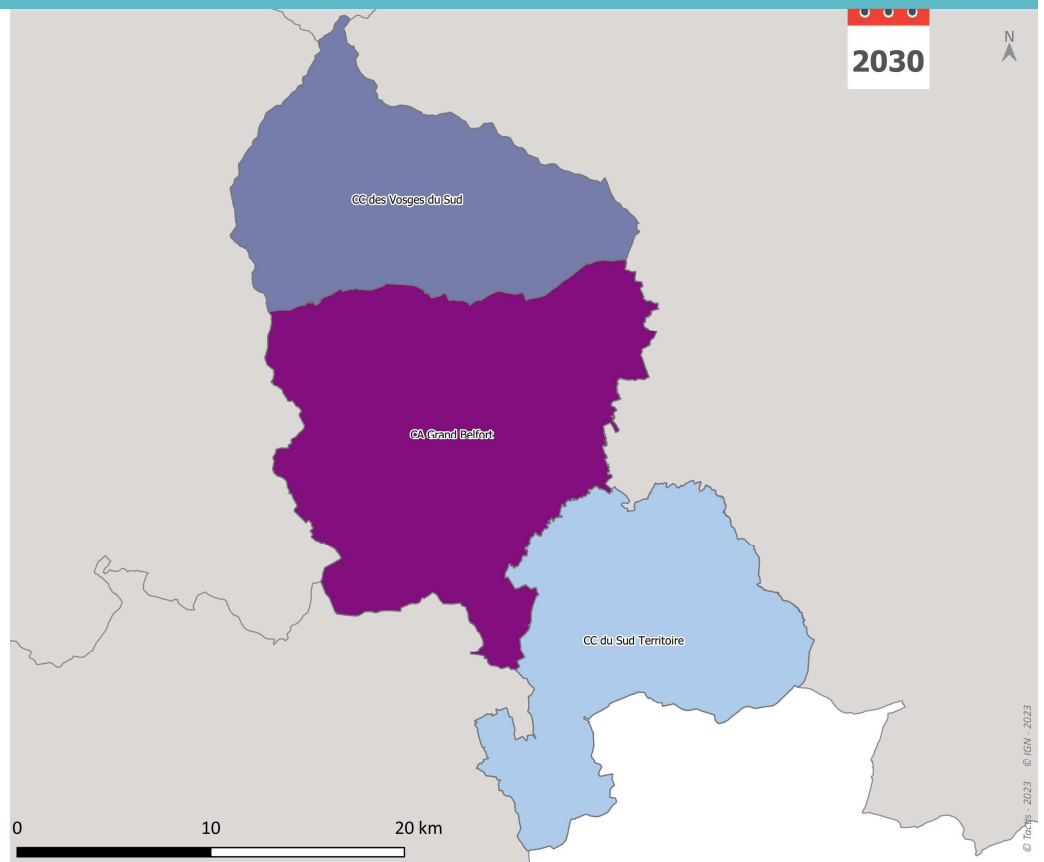 2030
N
CC des Vosges du Sud
CA Grand Belfort
CC du Sud Territoire
0 10 20 km
© Tactis - 2023 © IGN - 2023